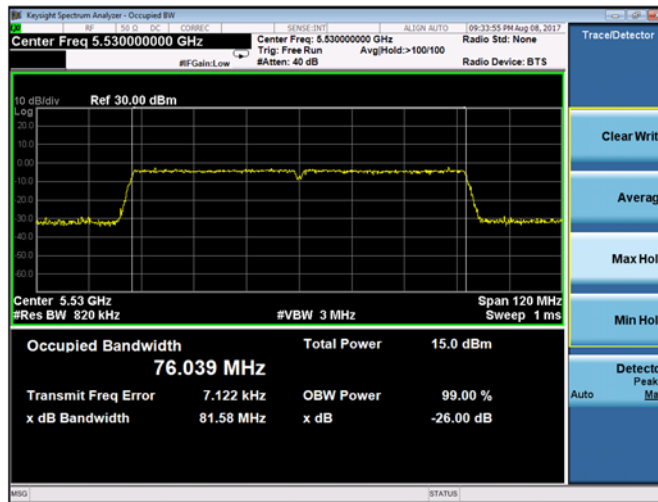 Keysight Spectrum Analyzer - Occupied BW
RF 50 Ω DC CORREC SENSE:INT ALIGN AUTO 09:33:55 PM Aug 08, 2017
Center Freq 5.530000000 GHz
Center Freq: 5.530000000 GHz
Radio Std: None
Trig: Free Run Avg|Hold:>100/100
#IFGain:Low #Atten: 40 dB Radio Device: BTS
10 dB/div Ref 30.00 dBm
Log
20.0
10.0
0.00
-10.0
-20.0
-30.0
-40.0
-50.0
-60.0
Center 5.53 GHz Span 120 MHz
#Res BW 820 kHz #VBW 3 MHz Sweep 1 ms
Occupied Bandwidth Total Power 15.0 dBm
76.039 MHz
Transmit Freq Error 7.122 kHz OBW Power 99.00 %
x dB Bandwidth 81.58 MHz x dB -26.00 dB
MSG STATUS
Trace/Detector
Clear Writ
Averag
Max Hol
Min Hol
Detecto
Peak
Auto Ma